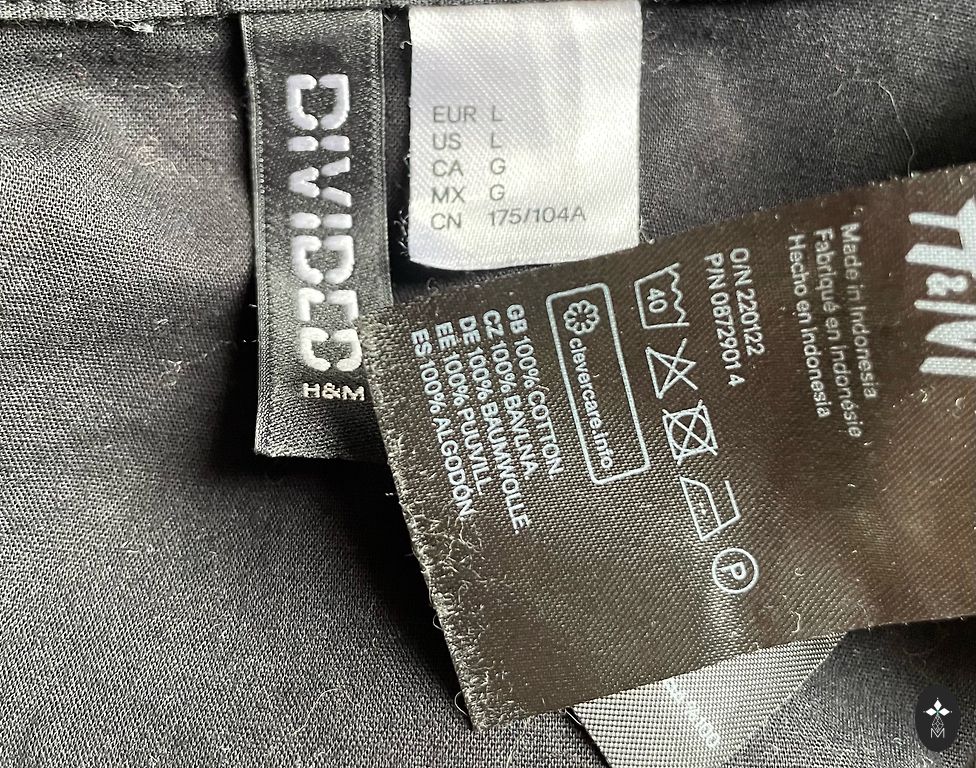 DIVIDED
H&M
EUR L
US L
CA G
MX G
CN 175/104A
H&M
Made in Indonesia
Fabriqué en Indonésie
Hecho en Indonesia
O/N 220122
P/N 0672901 4
40
P
clevercare.info
GB 100% COTTON.
CZ 100% BAVLNA.
DE 100% BAUMWOLLE.
EE 100% PUUVILL.
ES 100% ALGODÓN.
M